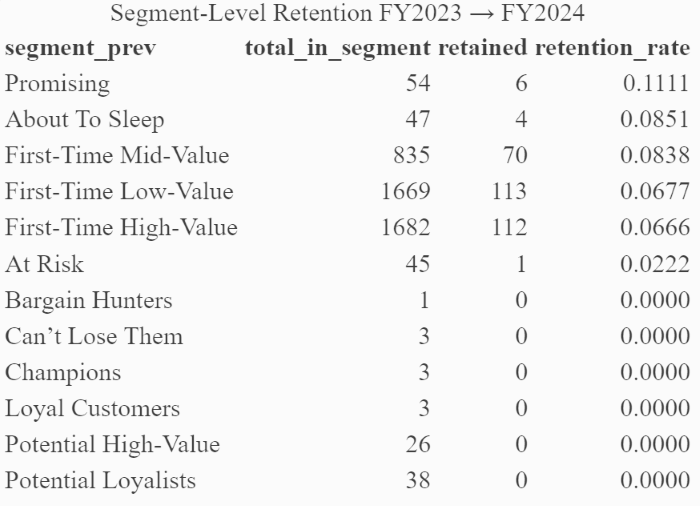 Segment-Level Retention FY2023 → FY2024
segment_prev total_in_segment retained retention_rate
Promising 54 6 0.1111
About To Sleep 47 4 0.0851
First-Time Mid-Value 835 70 0.0838
First-Time Low-Value 1669 113 0.0677
First-Time High-Value 1682 112 0.0666
At Risk 45 1 0.0222
Bargain Hunters 1 0 0.0000
Can’t Lose Them 3 0 0.0000
Champions 3 0 0.0000
Loyal Customers 3 0 0.0000
Potential High-Value 26 0 0.0000
Potential Loyalists 38 0 0.0000